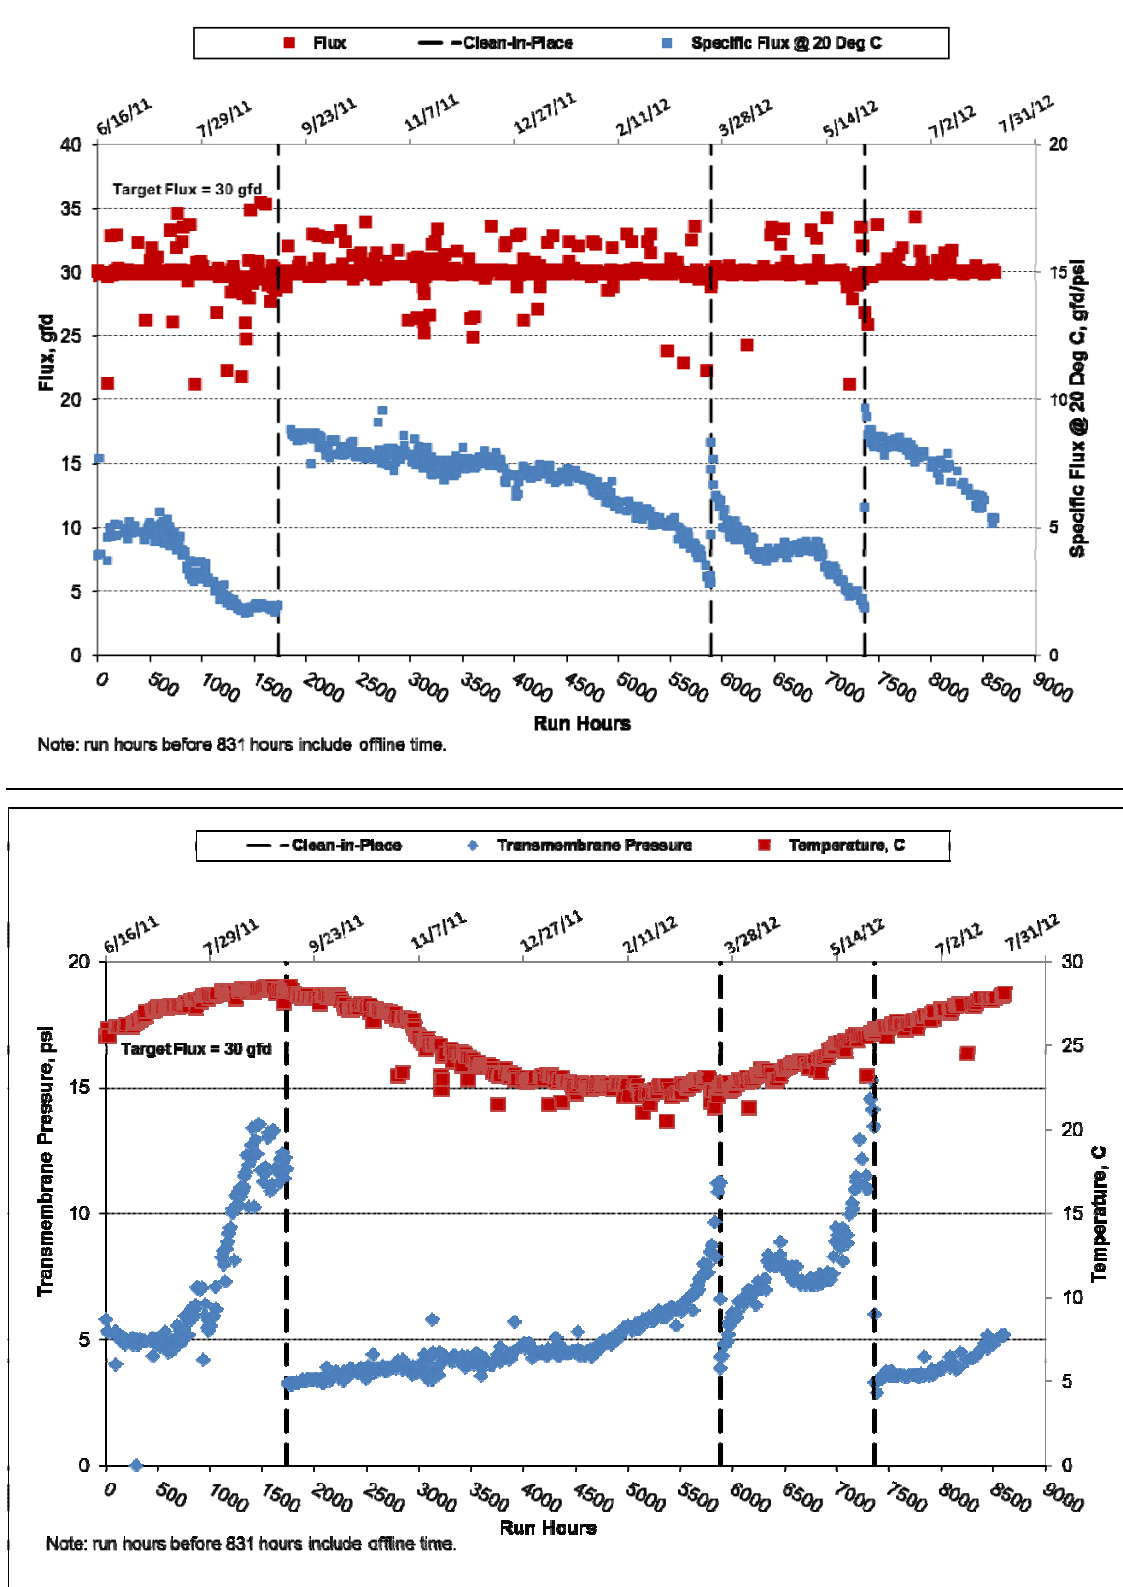 Flux Clean-In-Place Specific Flux @ 20 Deg C
6/16/11 7/29/11 9/23/11 11/7/11 12/27/11 2/11/12 3/28/12 5/14/12 7/2/12 7/31/12
40 20
Target Flux = 30 gfd
35
30 15
25
20 10
15
10 5
5
0 0
Flux, gfd
Specific Flux @ 20 Deg C, gfd/psi
0 500 1000 1500 2000 2500 3000 3500 4000 4500 5000 5500 6000 6500 7000 7500 8000 8500 9000
Run Hours
Note: run hours before 831 hours include offline time.
Clean-in-Place Transmembrane Pressure Temperature, C
6/16/11 7/29/11 9/23/11 11/7/11 12/27/11 2/11/12 3/28/12 5/14/12 7/2/12 7/31/12
20 30
25
Target Flux = 30 gfd
15
20
10 15
10
5
5
0 0
Transmembrane Pressure, psi
Temperature, C
0 500 1000 1500 2000 2500 3000 3500 4000 4500 5000 5500 6000 6500 7000 7500 8000 8500 9000
Run Hours
Note: run hours before 831 hours include offline time.